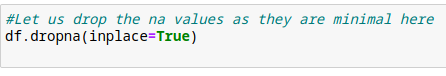 #Let us drop the na values as they are minimal here
df.dropna(inplace=True)